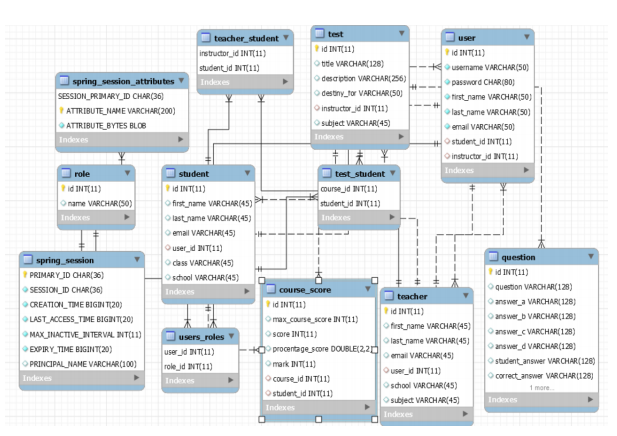 teacher_student
instructor_id INT(11)
student_id INT(11)
Indexes
test
id INT(11)
title VARCHAR(128)
description VARCHAR(256)
destiny_for VARCHAR(50)
instructor_id INT(11)
subject VARCHAR(45)
Indexes
user
id INT(11)
username VARCHAR(50)
password CHAR(80)
first_name VARCHAR(50)
last_name VARCHAR(50)
email VARCHAR(50)
student_id INT(11)
instructor_id INT(11)
Indexes
spring_session_attributes
SESSION_PRIMARY_ID CHAR(36)
ATTRIBUTE_NAME VARCHAR(200)
ATTRIBUTE_BYTES BLOB
Indexes
role
id INT(11)
name VARCHAR(50)
Indexes
student
id INT(11)
first_name VARCHAR(45)
last_name VARCHAR(45)
email VARCHAR(45)
user_id INT(11)
class VARCHAR(45)
school VARCHAR(45)
Indexes
test_student
course_id INT(11)
student_id INT(11)
Indexes
spring_session
PRIMARY_ID CHAR(36)
SESSION_ID CHAR(36)
CREATION_TIME BIGINT(20)
LAST_ACCESS_TIME BIGINT(20)
MAX_INACTIVE_INTERVAL INT(11)
EXPIRY_TIME BIGINT(20)
PRINCIPAL_NAME VARCHAR(100)
Indexes
users_roles
user_id INT(11)
role_id INT(11)
Indexes
course_score
id INT(11)
max_course_score INT(11)
score INT(11)
procentage_score DOUBLE(2,2)
mark INT(11)
course_id INT(11)
student_id INT(11)
Indexes
teacher
id INT(11)
first_name VARCHAR(45)
last_name VARCHAR(45)
email VARCHAR(45)
user_id INT(11)
school VARCHAR(45)
subject VARCHAR(45)
Indexes
question
id INT(11)
question VARCHAR(128)
answer_a VARCHAR(128)
answer_b VARCHAR(128)
answer_c VARCHAR(128)
answer_d VARCHAR(128)
student_answer VARCHAR(128)
correct_answer VARCHAR(128)
1 more...
Indexes